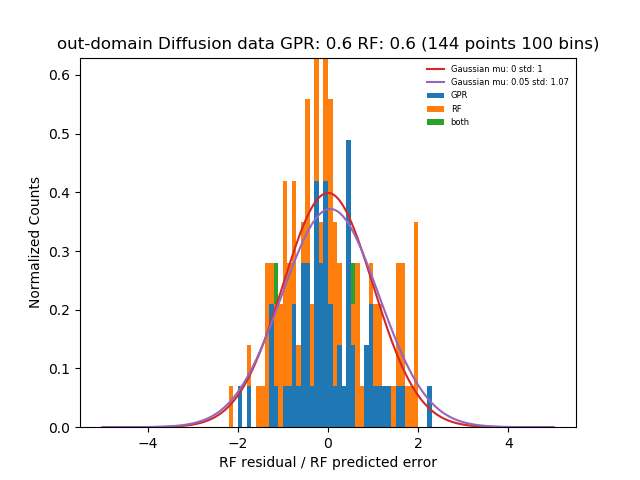 out-domain Diffusion data GPR: 0.6 RF: 0.6 (144 points 100 bins)
Gaussian mu: 0 std: 1
Gaussian mu: 0.05 std: 1.07
GPR
RF
both
Normalized Counts
0.6
0.5
0.4
0.3
0.2
0.1
0.0
−4
−2
0
2
4
RF residual / RF predicted error